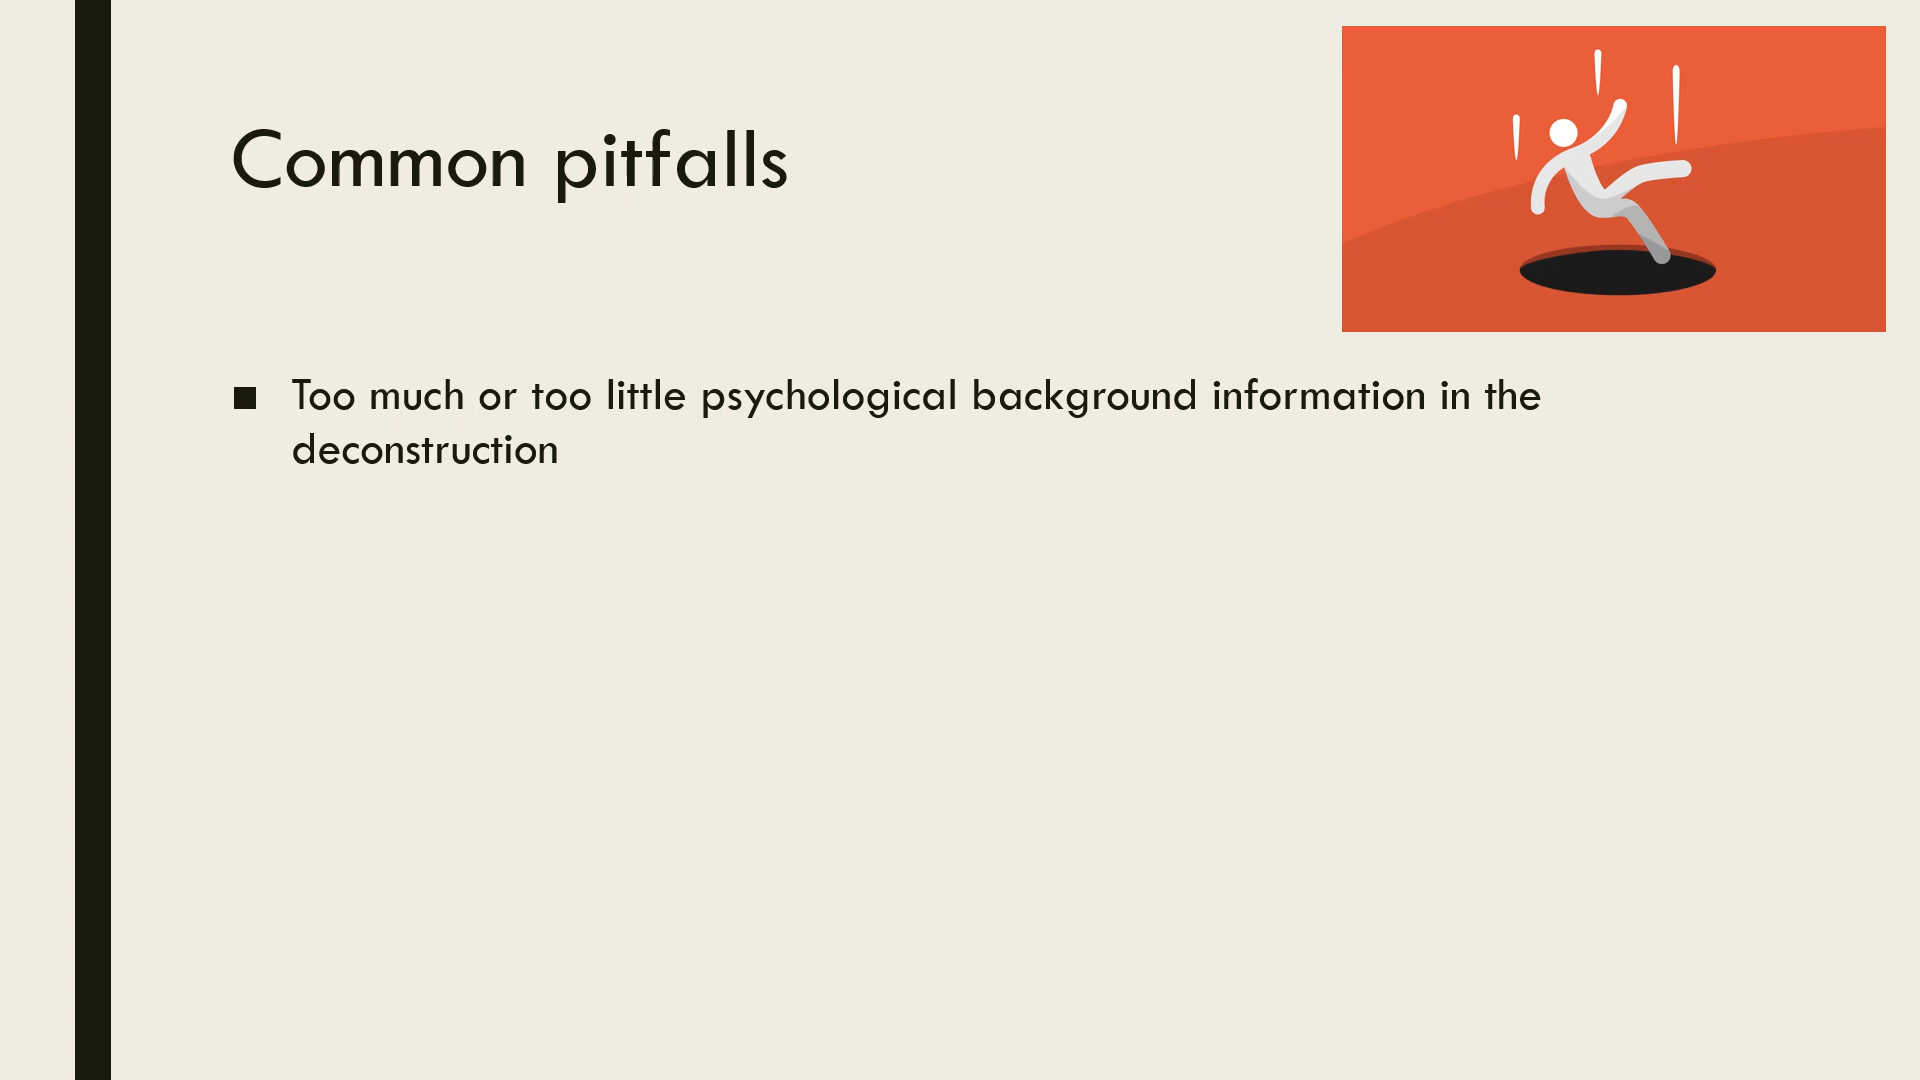 Common pitfalls
■ Too much or too little psychological background information in the
deconstruction